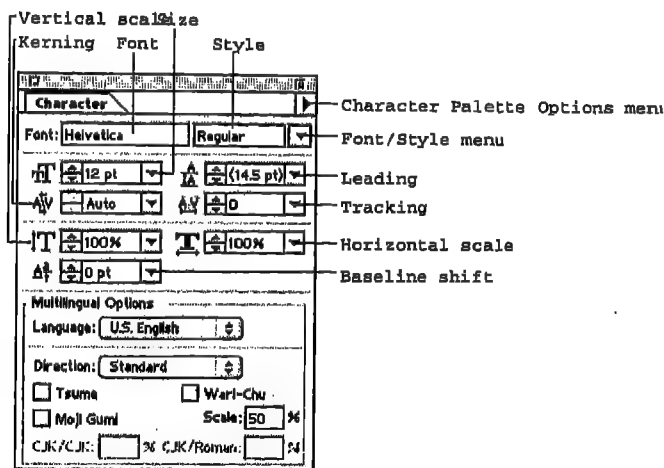 Vertical scale
Size
Kerning Font Style
Character
Character Palette Options menu
Font: Helvetica Regular
Font/Style menu
12 pt (14.5 pt)
Leading
Auto 0
Tracking
100% 100%
Horizontal scale
0 pt
Baseline shift
Multilingual Options
Language: U.S. English
Direction: Standard
Tsume Wari-Chu
Moji Gumi Scale: 50 %
CJK/CJK: % CJK/Roman: %